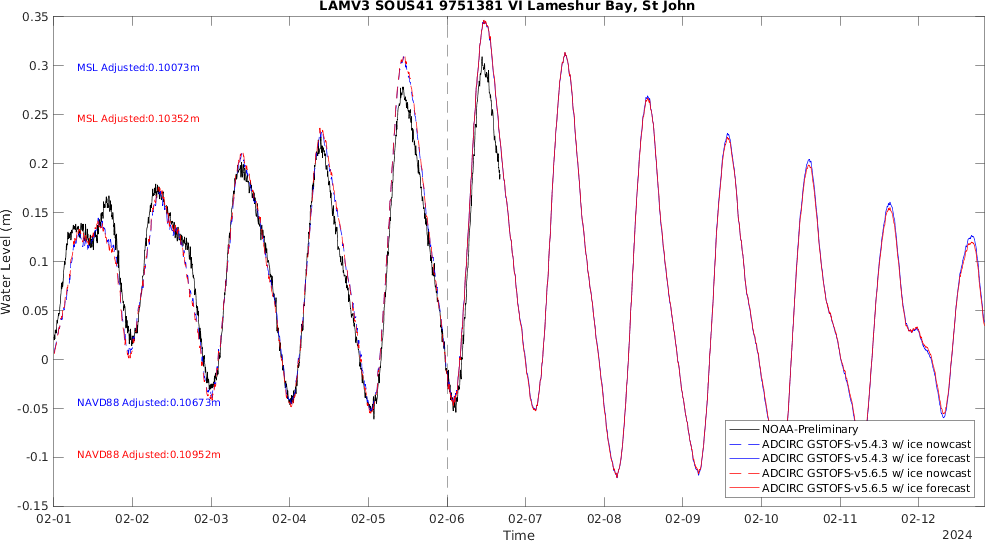 LAMV3 SOUS41 9751381 VI Lameshur Bay, St John
0.35
0.3
0.25
0.2
0.15
0.1
0.05
0
-0.05
-0.1
-0.15
Water Level (m)
MSL Adjusted:0.10073m
MSL Adjusted:0.10352m
NAVD88 Adjusted:0.10673m
NAVD88 Adjusted:0.10952m
NOAA-Preliminary
ADCIRC GSTOFS-v5.4.3 w/ ice nowcast
ADCIRC GSTOFS-v5.4.3 w/ ice forecast
ADCIRC GSTOFS-v5.6.5 w/ ice nowcast
ADCIRC GSTOFS-v5.6.5 w/ ice forecast
02-01 02-02 02-03 02-04 02-05 02-06 02-07 02-08 02-09 02-10 02-11 02-12
Time
2024